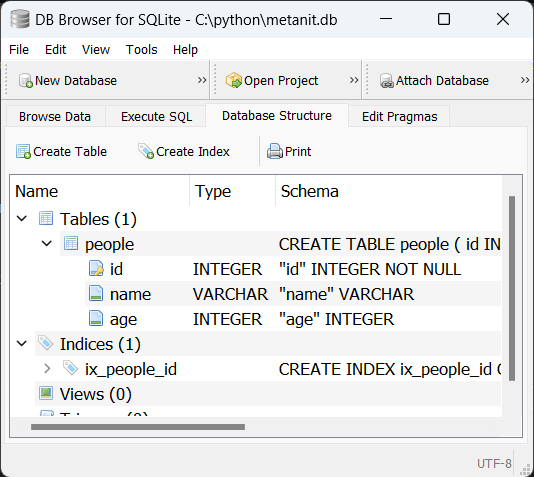 DB Browser for SQLite - C:\python\metanit.db
File Edit View Tools Help
New Database » Open Project » Attach Database »
Browse Data Execute SQL Database Structure Edit Pragmas
Create Table Create Index Print
Name Type Schema
Tables (1)
people CREATE TABLE people ( id IN
id INTEGER "id" INTEGER NOT NULL
name VARCHAR "name" VARCHAR
age INTEGER "age" INTEGER
Indices (1)
ix_people_id CREATE INDEX ix_people_id
Views (0)
UTF-8